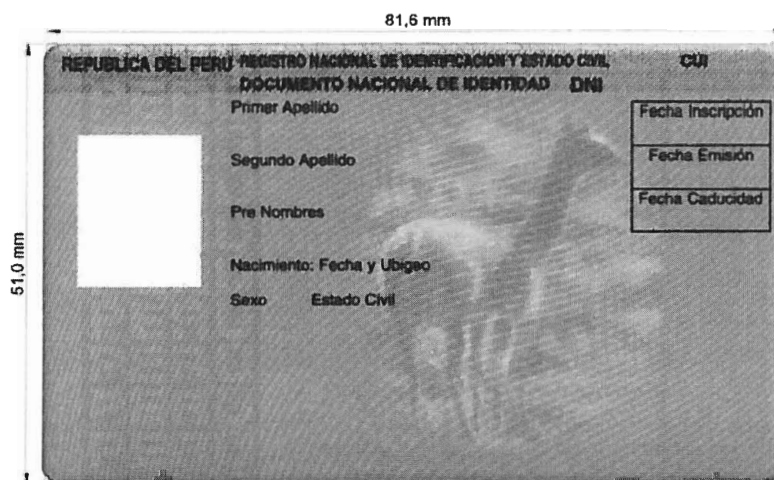 81,6 mm
REPUBLICA DEL PERU REGISTRO NACIONAL DE IDENTIFICACION Y ESTADO CIVIL CUI
DOCUMENTO NACIONAL DE IDENTIDAD DNI
Primer Apellido
Fecha Inscripción
Segundo Apellido
Fecha Emisión
Pre Nombres
Fecha Caducidad
Nacimiento: Fecha y Ubigeo
Sexo Estado Civil
51,0 mm